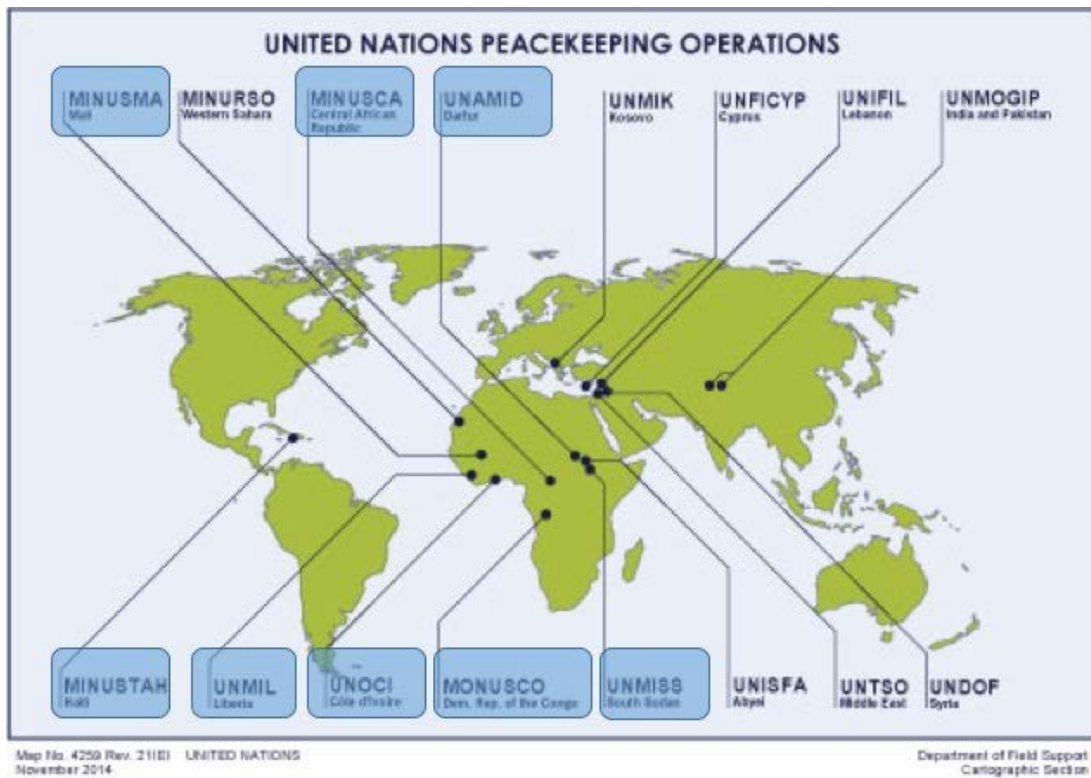 UNITED NATIONS PEACEKEEPING OPERATIONS
MINUSMA
Mali
MINURSO
Western Sahara
MINUSCA
Central African
Republic
UNAMID
Darfur
UNMIK
Kosovo
UNFICYP
Cyprus
UNIFIL
Lebanon
UNMOGIP
India and Pakistan
MINUSTAH
Haiti
UNMIL
Liberia
UNOCI
Côte d'Ivoire
MONUSCO
Dem. Rep. of the Congo
UNMISS
South Sudan
UNISFA
Abyei
UNTSO
Middle East
UNDOF
Syria
Map No. 4259 Rev. 21(E) UNITED NATIONS
November 2014
Department of Field Support
Cartographic Section